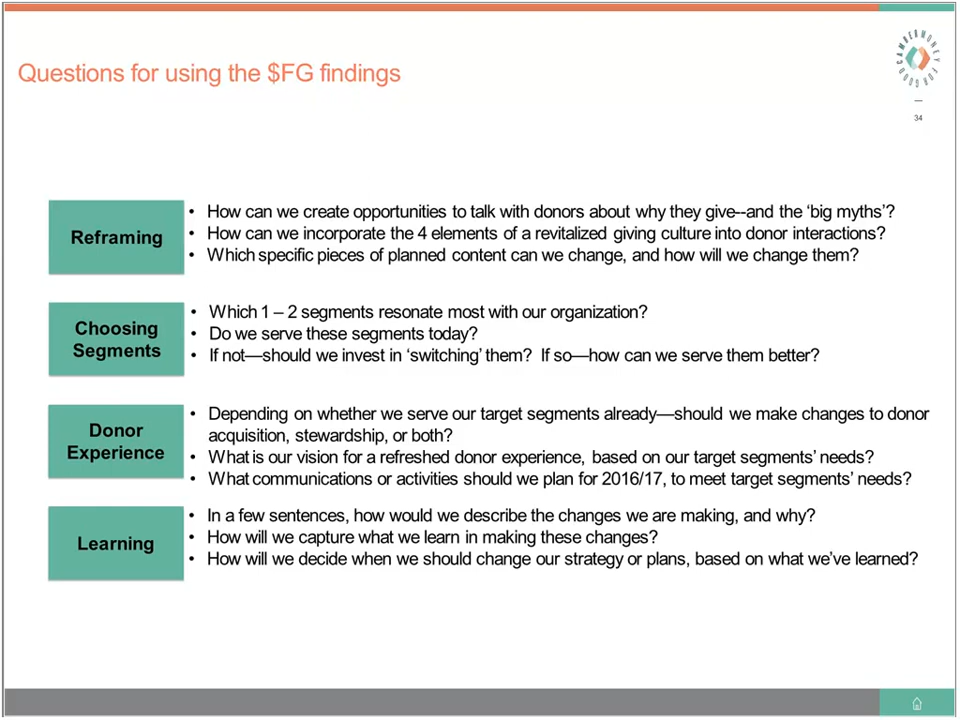 Questions for using the $FG findings
CAMBER MONEY FOR GOOD
—
34
Reframing
• How can we create opportunities to talk with donors about why they give--and the ‘big myths’?
• How can we incorporate the 4 elements of a revitalized giving culture into donor interactions?
• Which specific pieces of planned content can we change, and how will we change them?
Choosing
Segments
• Which 1 – 2 segments resonate most with our organization?
• Do we serve these segments today?
• If not—should we invest in ‘switching’ them? If so—how can we serve them better?
Donor
Experience
• Depending on whether we serve our target segments already—should we make changes to donor
acquisition, stewardship, or both?
• What is our vision for a refreshed donor experience, based on our target segments’ needs?
• What communications or activities should we plan for 2016/17, to meet target segments’ needs?
Learning
• In a few sentences, how would we describe the changes we are making, and why?
• How will we capture what we learn in making these changes?
• How will we decide when we should change our strategy or plans, based on what we’ve learned?